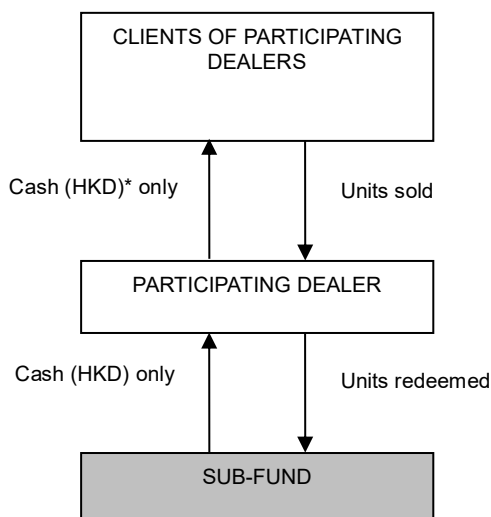 CLIENTS OF PARTICIPATING
DEALERS
Cash (HKD)* only
Units sold
PARTICIPATING DEALER
Cash (HKD) only
Units redeemed
SUB-FUND